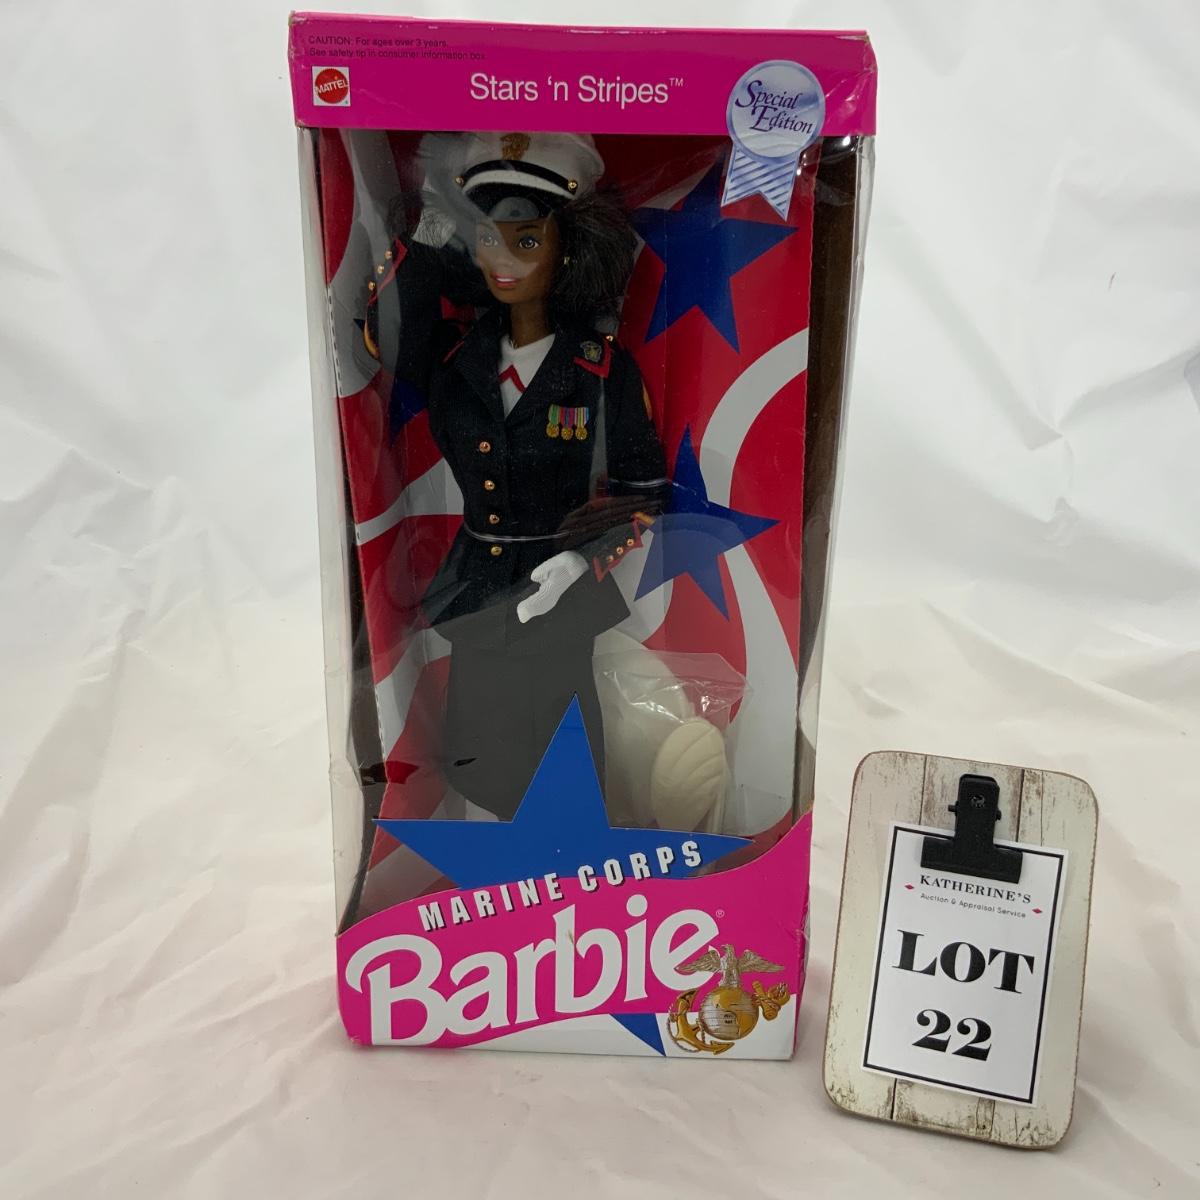 CAUTION: For ages over 3 years.
See safety tip in consumer information box.
MATTEL
Stars 'n Stripes™
Special
Edition
MARINE CORPS
Barbie®
KATHERINE'S
Auction & Appraisal Service
LOT
22